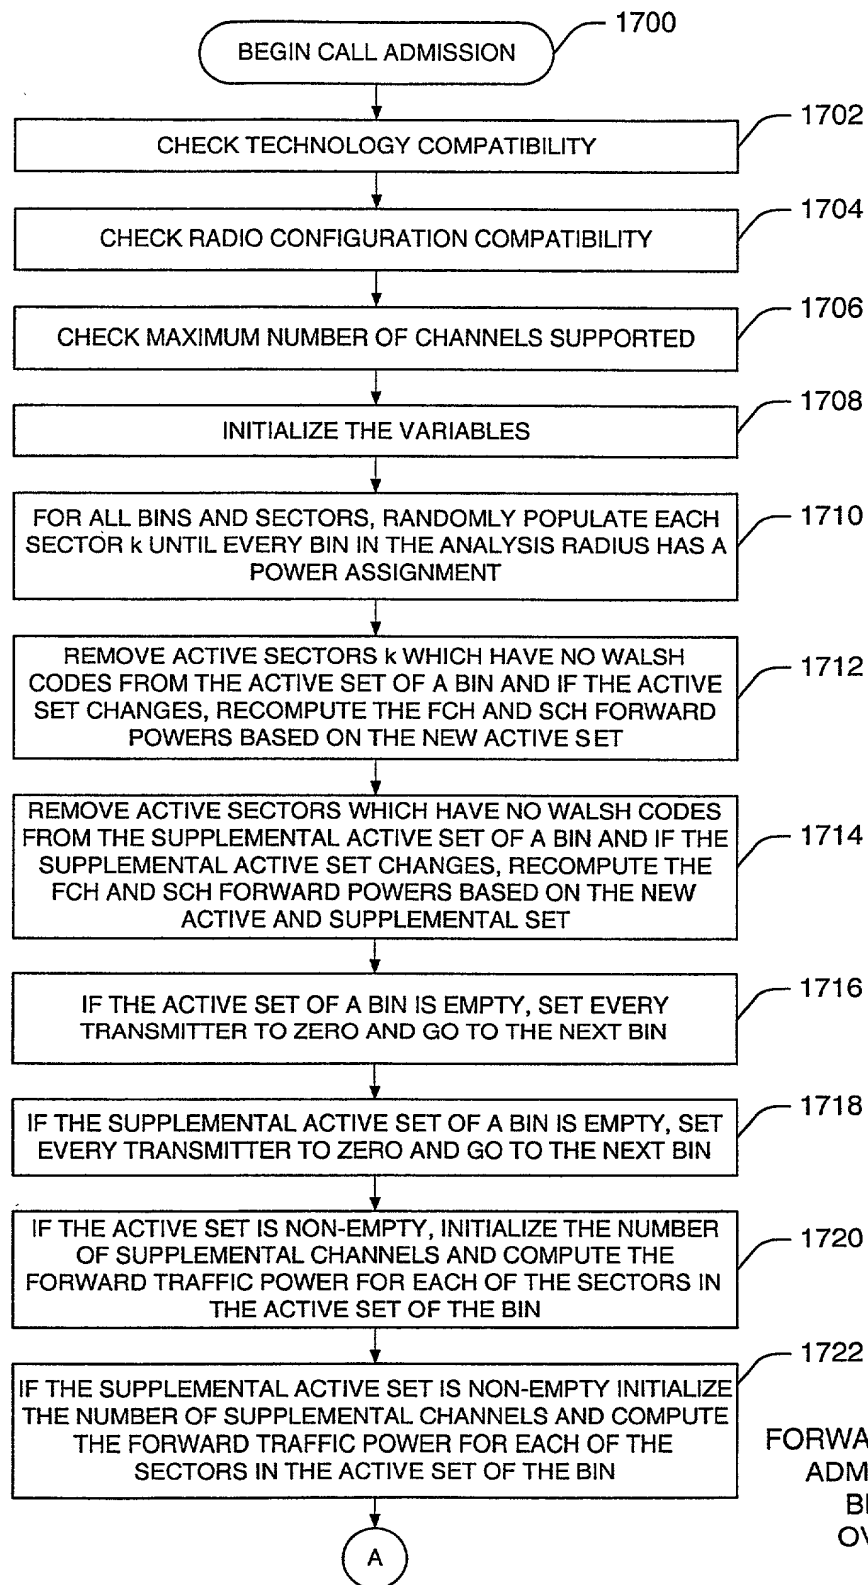 1700
BEGIN CALL ADMISSION
1702
CHECK TECHNOLOGY COMPATIBILITY
1704
CHECK RADIO CONFIGURATION COMPATIBILITY
1706
CHECK MAXIMUM NUMBER OF CHANNELS SUPPORTED
1708
INITIALIZE THE VARIABLES
1710
FOR ALL BINS AND SECTORS, RANDOMLY POPULATE EACH
SECTOR k UNTIL EVERY BIN IN THE ANALYSIS RADIUS HAS A
POWER ASSIGNMENT
1712
REMOVE ACTIVE SECTORS k WHICH HAVE NO WALSH
CODES FROM THE ACTIVE SET OF A BIN AND IF THE ACTIVE
SET CHANGES, RECOMPUTE THE FCH AND SCH FORWARD
POWERS BASED ON THE NEW ACTIVE SET
1714
REMOVE ACTIVE SECTORS WHICH HAVE NO WALSH CODES
FROM THE SUPPLEMENTAL ACTIVE SET OF A BIN AND IF THE
SUPPLEMENTAL ACTIVE SET CHANGES, RECOMPUTE THE
FCH AND SCH FORWARD POWERS BASED ON THE NEW
ACTIVE AND SUPPLEMENTAL SET
1716
IF THE ACTIVE SET OF A BIN IS EMPTY, SET EVERY
TRANSMITTER TO ZERO AND GO TO THE NEXT BIN
1718
IF THE SUPPLEMENTAL ACTIVE SET OF A BIN IS EMPTY, SET
EVERY TRANSMITTER TO ZERO AND GO TO THE NEXT BIN
1720
IF THE ACTIVE SET IS NON-EMPTY, INITIALIZE THE NUMBER
OF SUPPLEMENTAL CHANNELS AND COMPUTE THE
FORWARD TRAFFIC POWER FOR EACH OF THE SECTORS IN
THE ACTIVE SET OF THE BIN
1722
IF THE SUPPLEMENTAL ACTIVE SET IS NON-EMPTY INITIALIZE
THE NUMBER OF SUPPLEMENTAL CHANNELS AND COMPUTE
THE FORWARD TRAFFIC POWER FOR EACH OF THE
SECTORS IN THE ACTIVE SET OF THE BIN
A